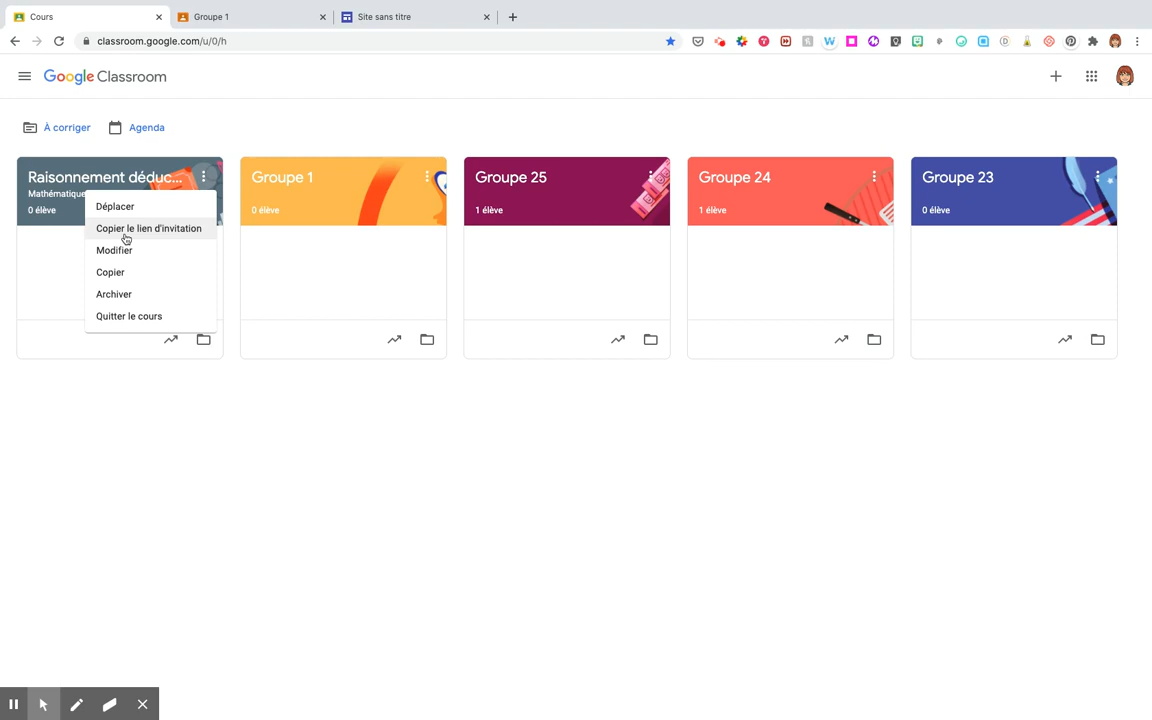 Cours
Groupe 1
Site sans titre
classroom.google.com/u/0/h
Google Classroom
À corriger
Agenda
Raisonnement déduc...
Mathématique
0 élève
Déplacer
Copier le lien d'invitation
Modifier
Copier
Archiver
Quitter le cours
Groupe 1
0 élève
Groupe 25
1 élève
Groupe 24
1 élève
Groupe 23
0 élève